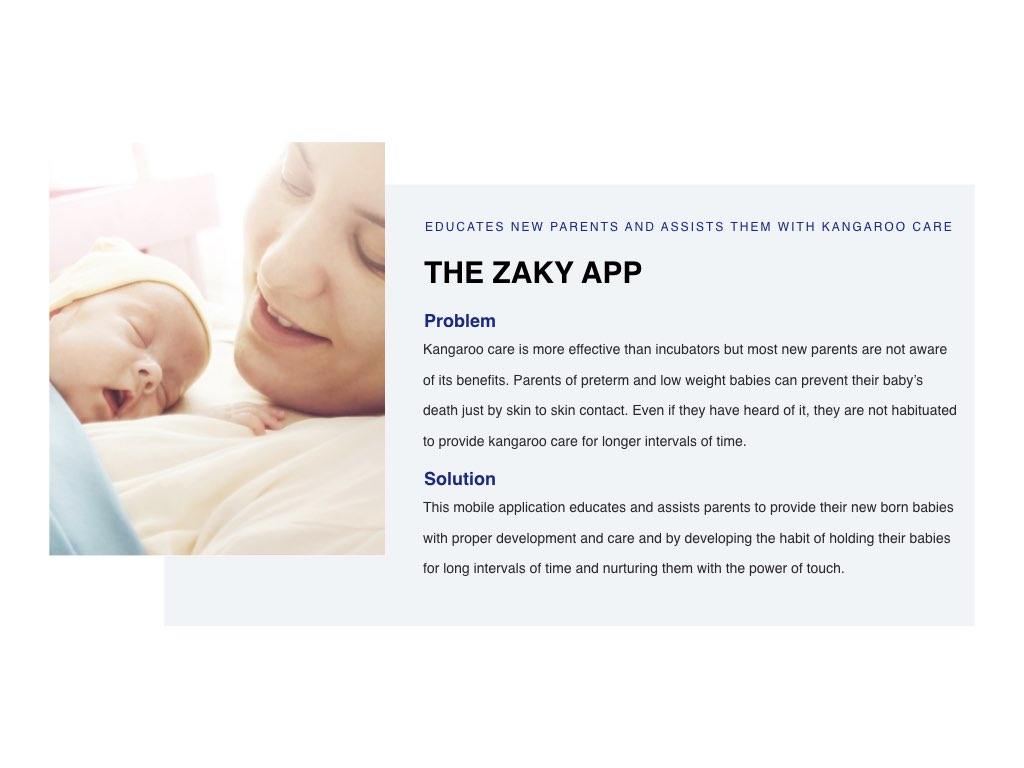 EDUCATES NEW PARENTS AND ASSISTS THEM WITH KANGAROO CARE
THE ZAKY APP
Problem
Kangaroo care is more effective than incubators but most new parents are not aware
of its benefits. Parents of preterm and low weight babies can prevent their baby’s
death just by skin to skin contact. Even if they have heard of it, they are not habituated
to provide kangaroo care for longer intervals of time.
Solution
This mobile application educates and assists parents to provide their new born babies
with proper development and care and by developing the habit of holding their babies
for long intervals of time and nurturing them with the power of touch.